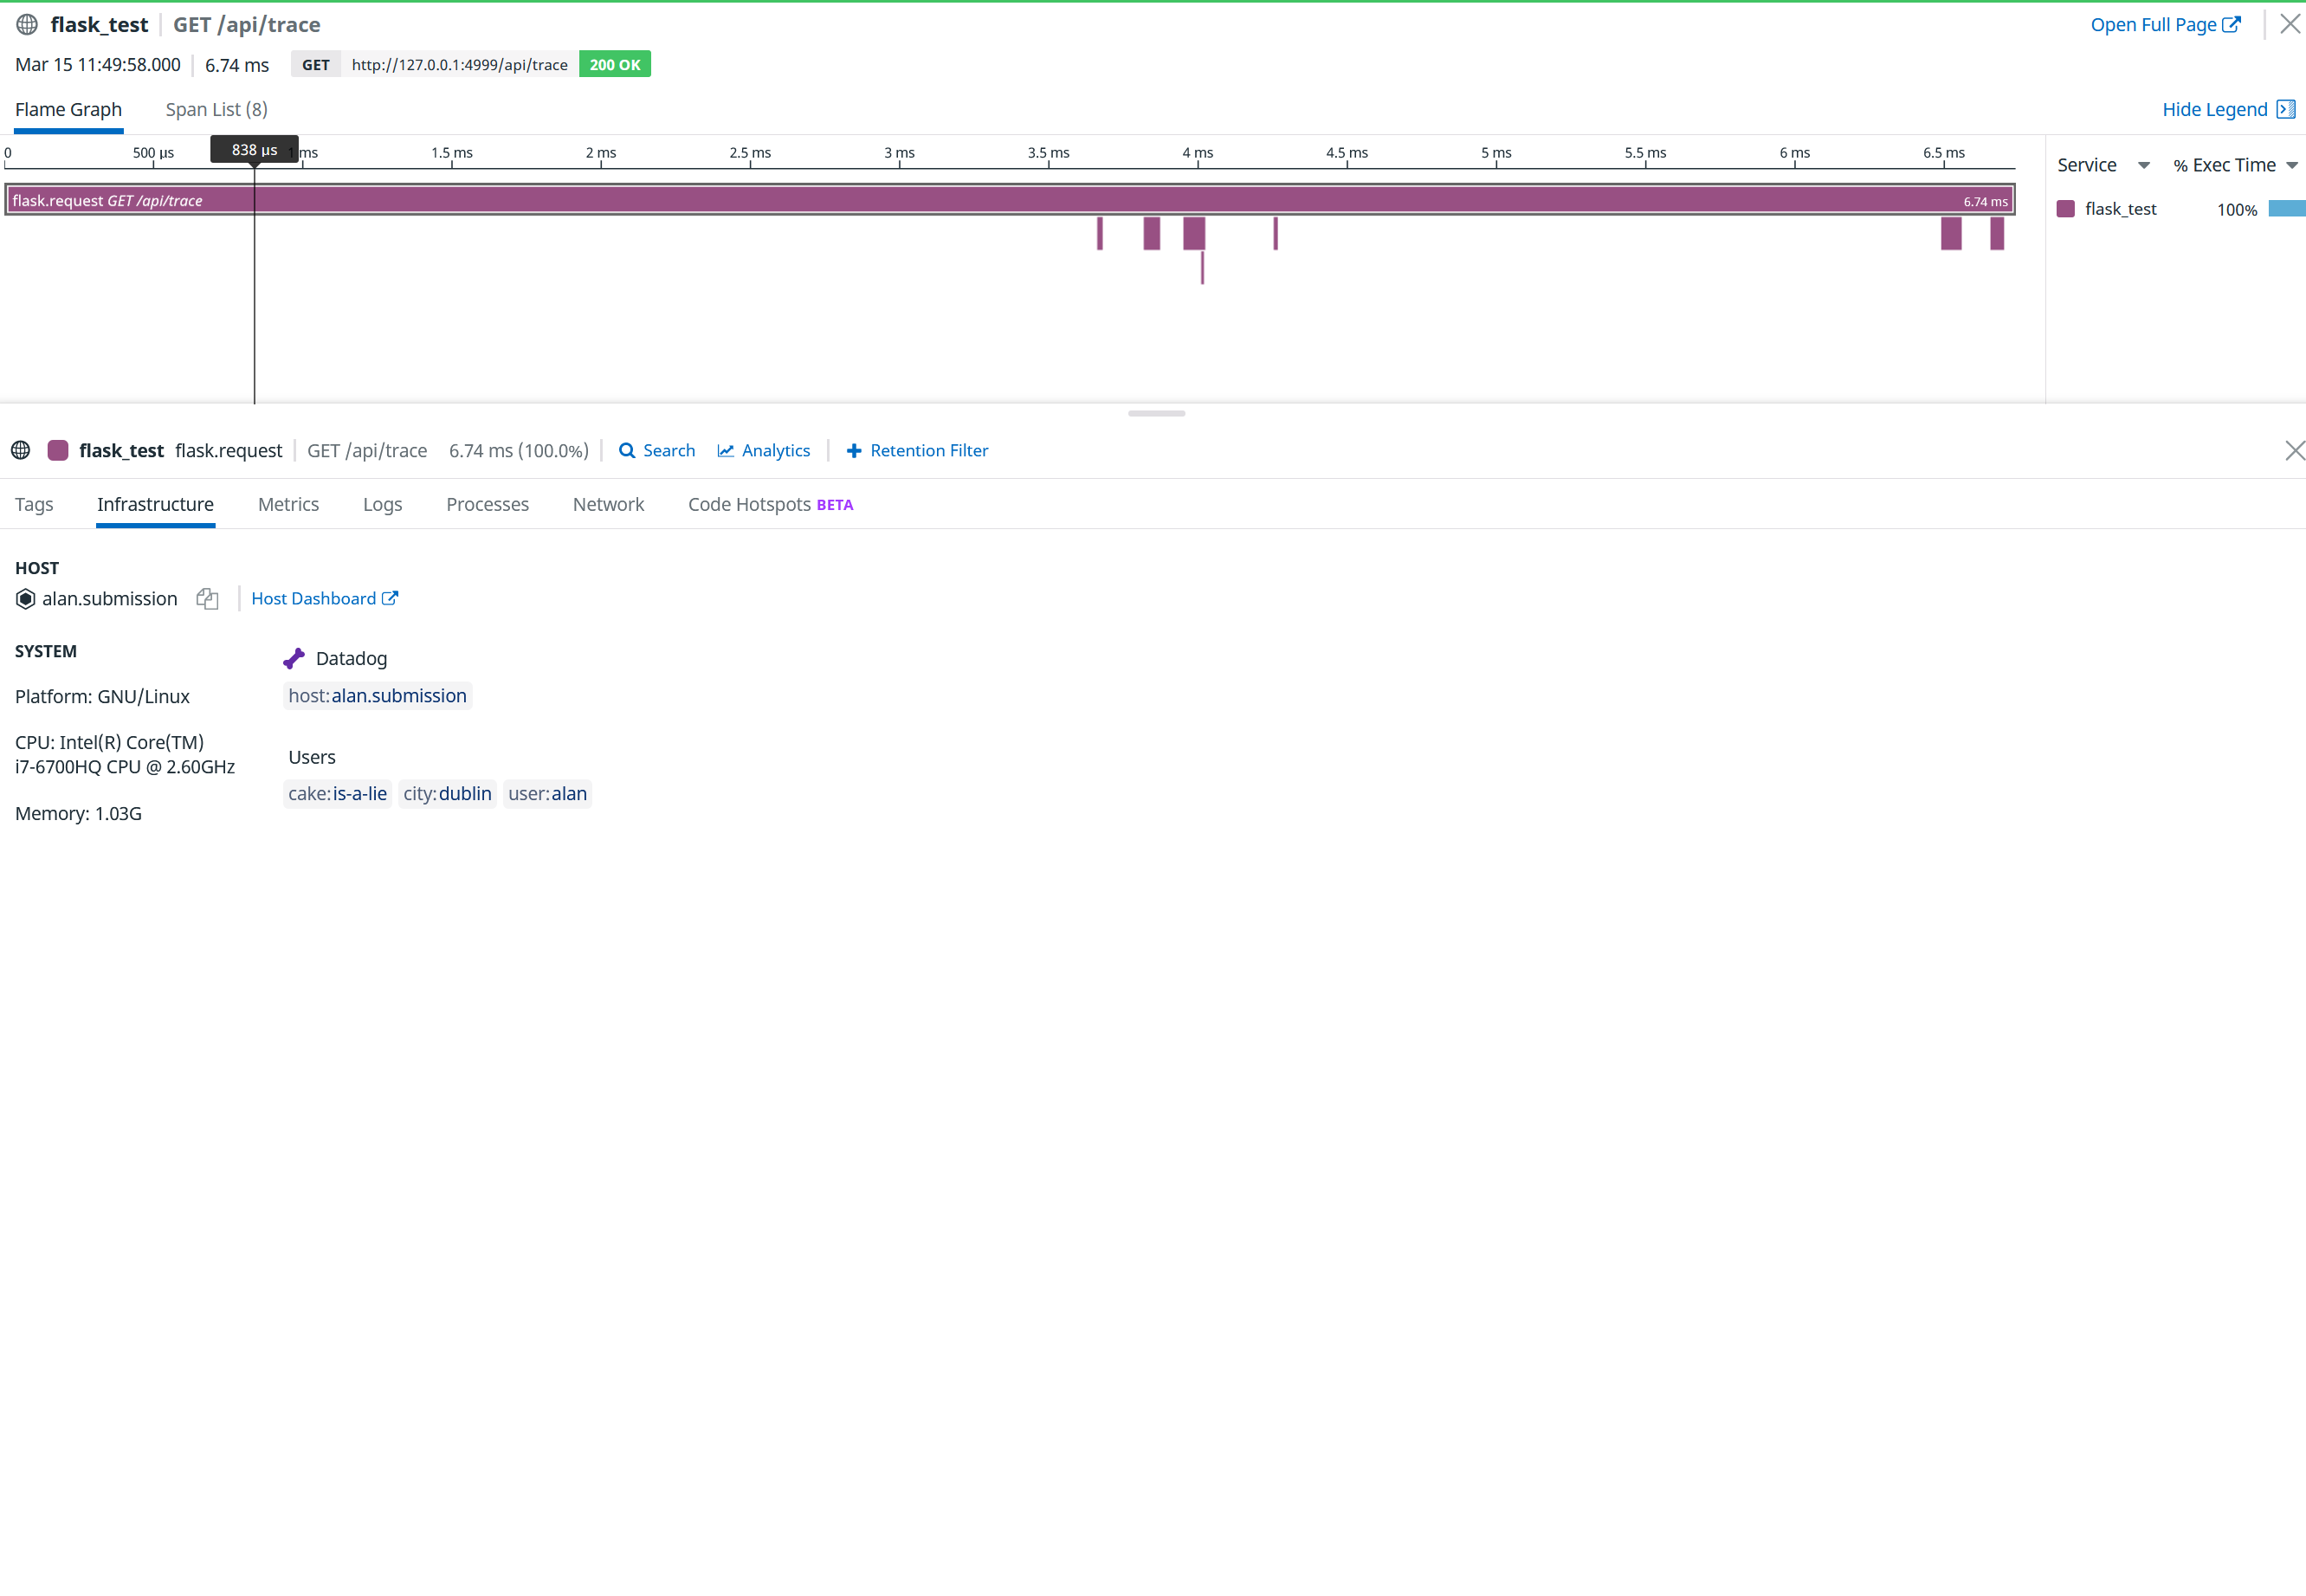 flask_test GET /api/trace Open Full Page
Mar 15 11:49:58.000 6.74 ms GET http://127.0.0.1:4999/api/trace 200 OK
Flame Graph Span List (8) Hide Legend
0 500 µs 838 µs ms 1.5 ms 2 ms 2.5 ms 3 ms 3.5 ms 4 ms 4.5 ms 5 ms 5.5 ms 6 ms 6.5 ms
Service % Exec Time
flask.request GET /api/trace 6.74 ms
flask_test 100%
flask_test flask.request GET /api/trace 6.74 ms (100.0%) Search Analytics Retention Filter
Tags Infrastructure Metrics Logs Processes Network Code Hotspots BETA
HOST
alan.submission Host Dashboard
SYSTEM
Datadog
Platform: GNU/Linux
host:alan.submission
CPU: Intel(R) Core(TM)
i7-6700HQ CPU @ 2.60GHz
Users
cake:is-a-lie city:dublin user:alan
Memory: 1.03G